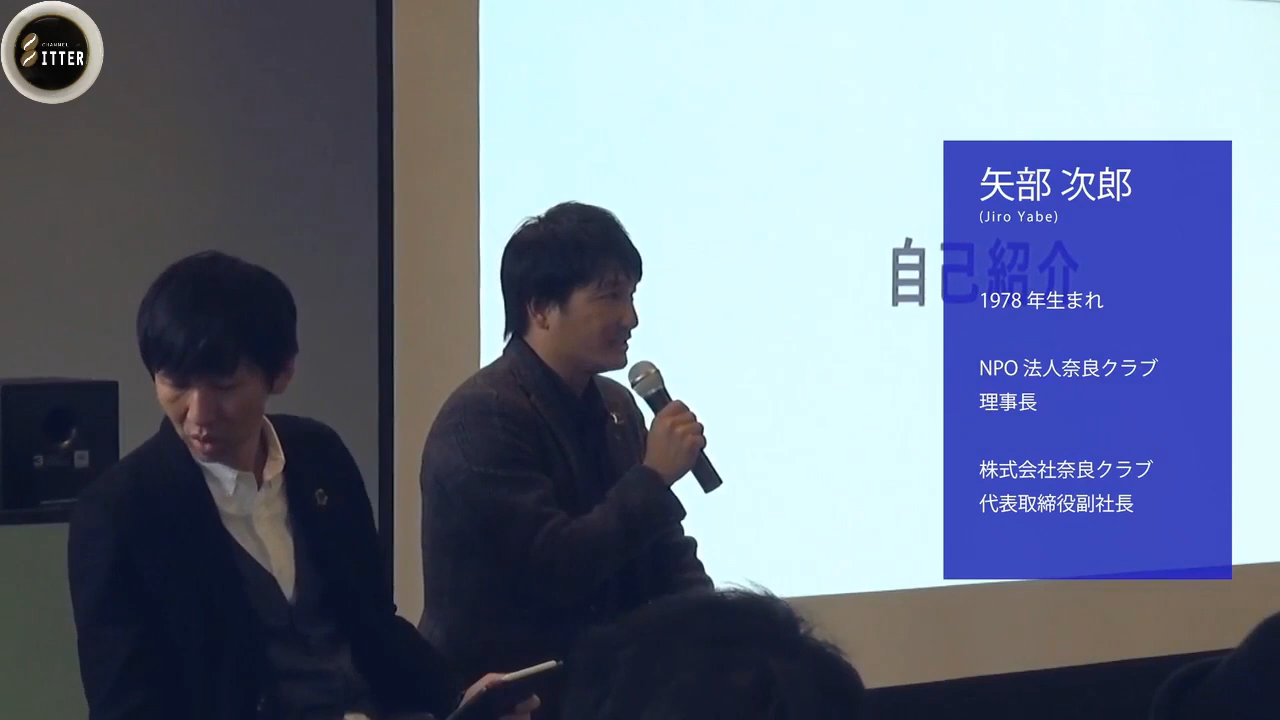 CHANNEL
BITTER
矢部 次郎
(Jiro Yabe)
自己紹介
1978 年生まれ
NPO 法人奈良クラブ
理事長
株式会社奈良クラブ
代表取締役副社長